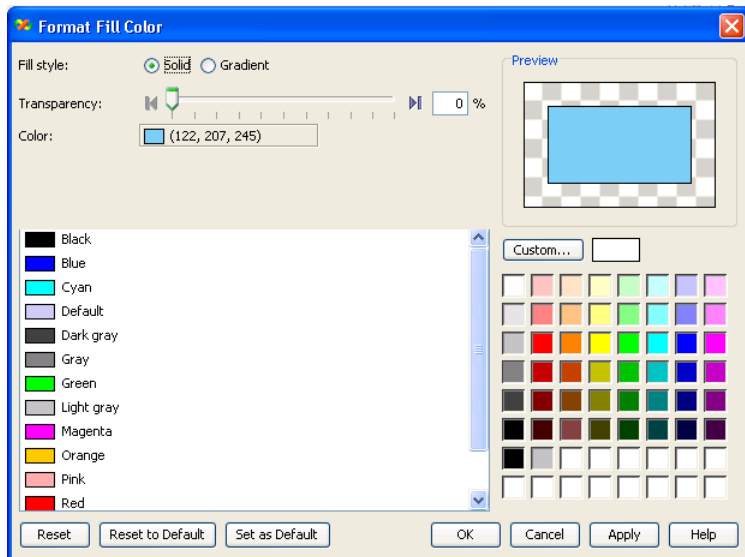 Format Fill Color
Fill style: Solid Gradient
Transparency: 0 %
Color: (122, 207, 245)
Preview
Black
Blue
Cyan
Default
Dark gray
Gray
Green
Light gray
Magenta
Orange
Pink
Red
Custom...
Reset Reset to Default Set as Default OK Cancel Apply Help